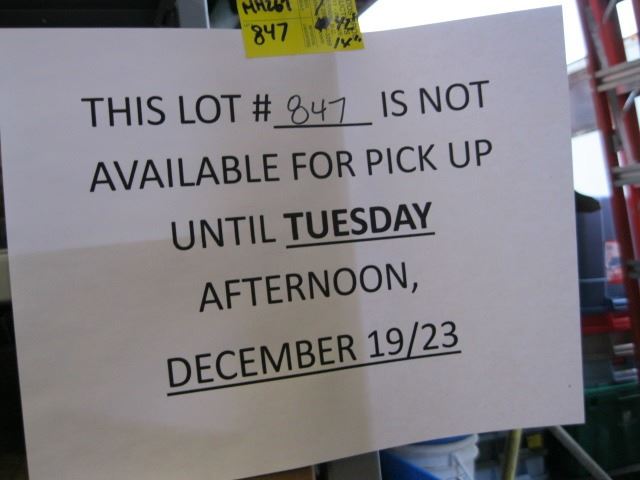 847
THIS LOT # 847 IS NOT
AVAILABLE FOR PICK UP
UNTIL TUESDAY
AFTERNOON,
DECEMBER 19/23